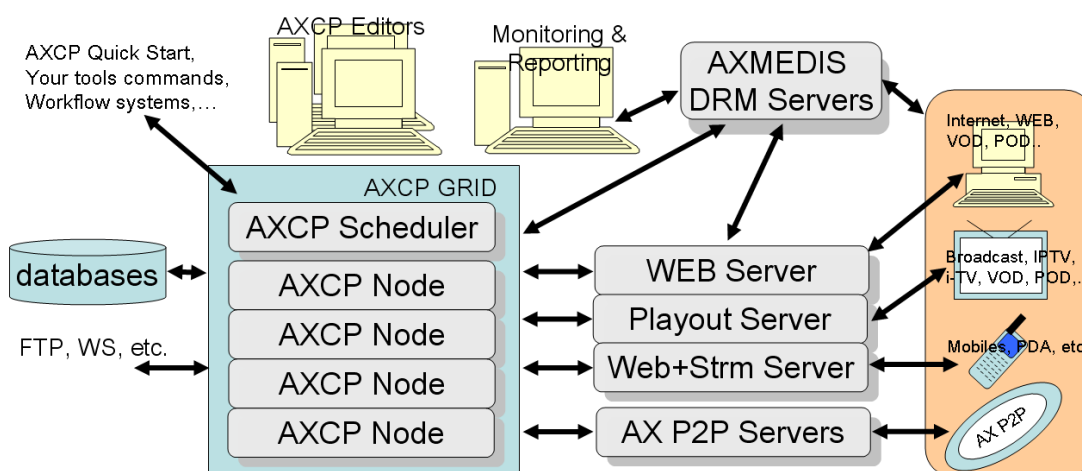 AXCP Editors
Monitoring &
Reporting
AXCP Quick Start,
Your tools commands,
Workflow systems,...
AXMEDIS
DRM Servers
Internet, WEB,
VOD, POD..
AXCP GRID
AXCP Scheduler
databases
AXCP Node
AXCP Node
AXCP Node
AXCP Node
FTP, WS, etc.
WEB Server
Playout Server
Web+Strm Server
AX P2P Servers
Broadcast, IPTV,
i-TV, VOD, POD,..
Mobiles, PDA, etc
AX P2P